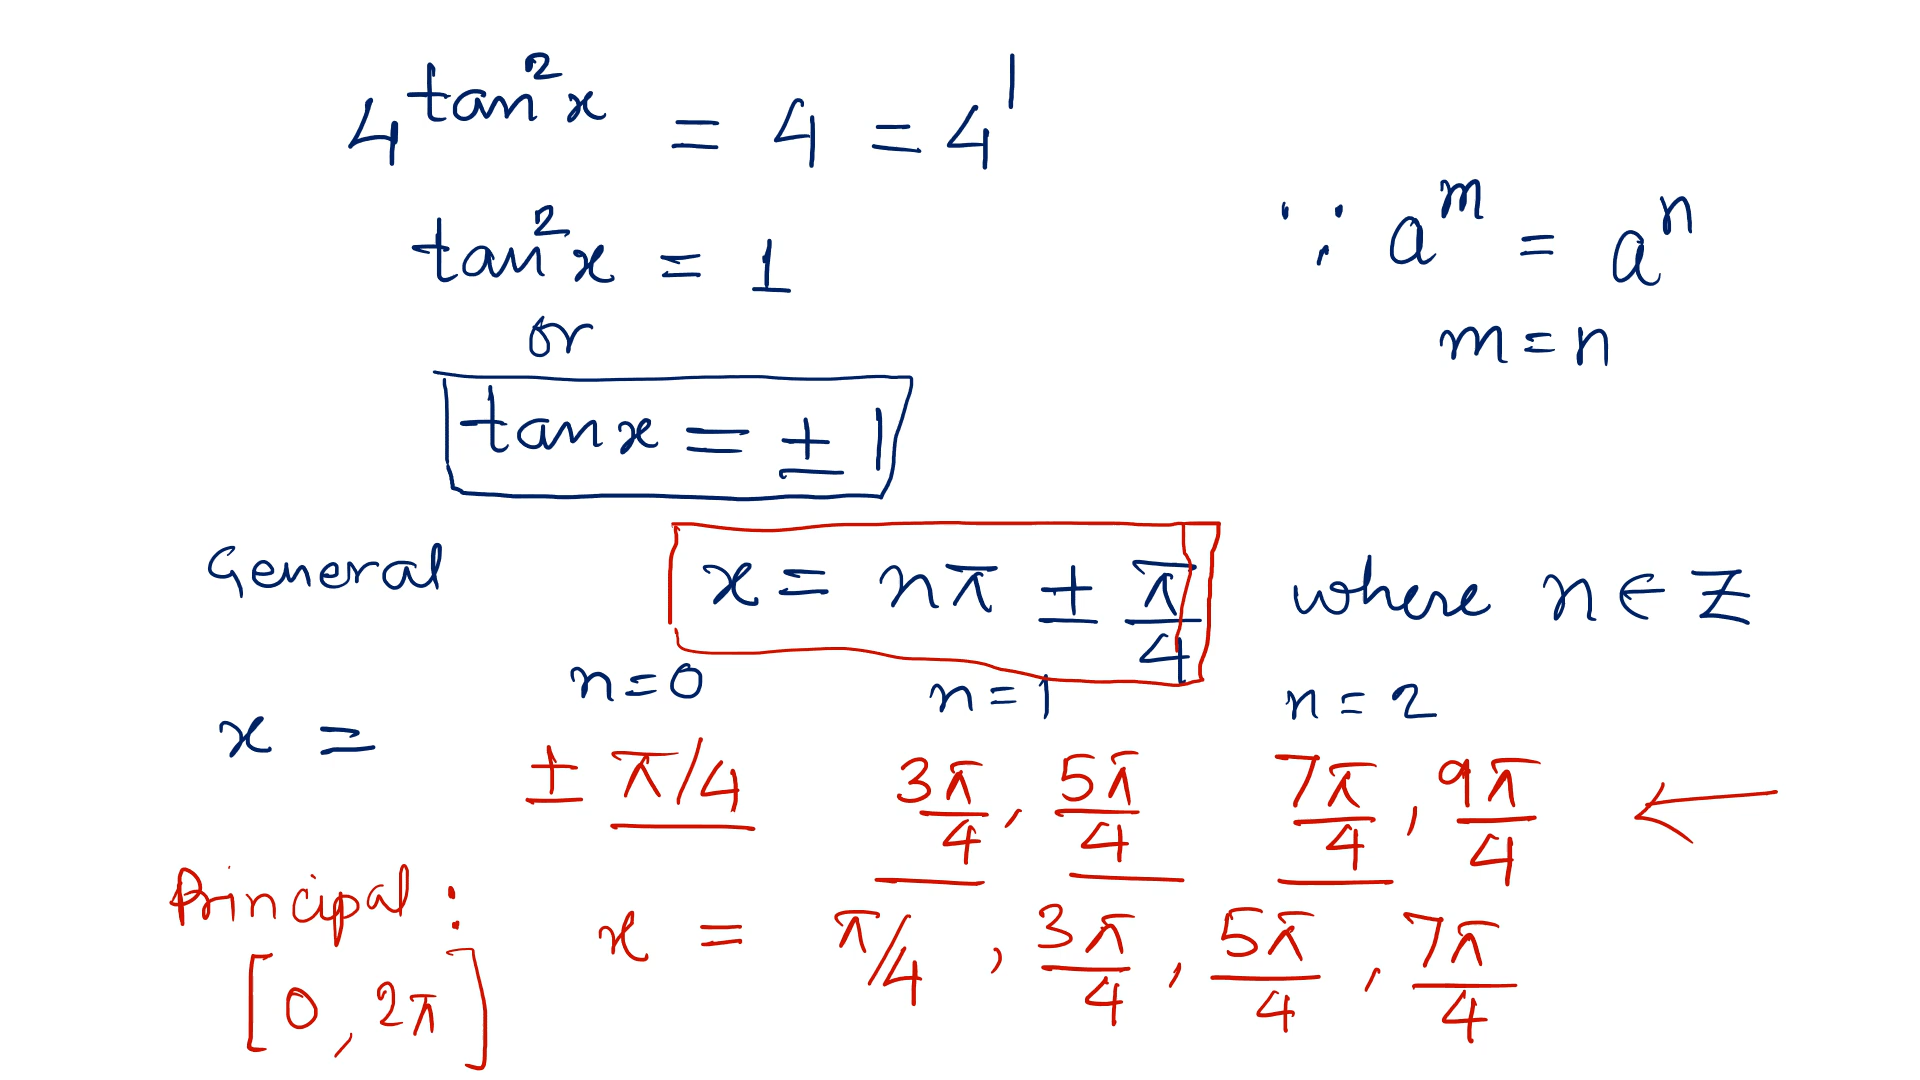 4^tan²x = 4 = 4^1
tan²x = 1
∵ a^m = a^n
or
m = n
tanx = ± 1
General x = nπ ± π/4 where n ∈ Z
n=0 n=1 n=2
x = ± π/4 3π/4 , 5π/4 7π/4 , 9π/4 ←
Principal : x = π/4 , 3π/4 , 5π/4 , 7π/4
[0, 2π]